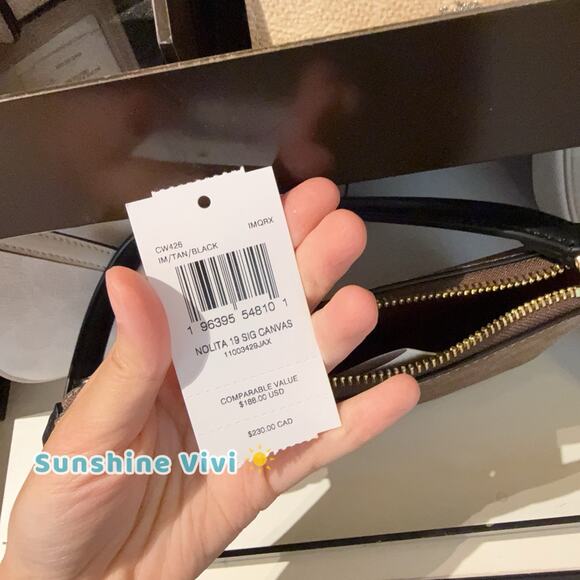 CW426
IMQRX
IM/TAN/BLACK
1 96395 54810 1
NOLITA 19 SIG CANVAS
11003429JAX
COMPARABLE VALUE
$188.00 USD
$230.00 CAD
Sunshine Vivi